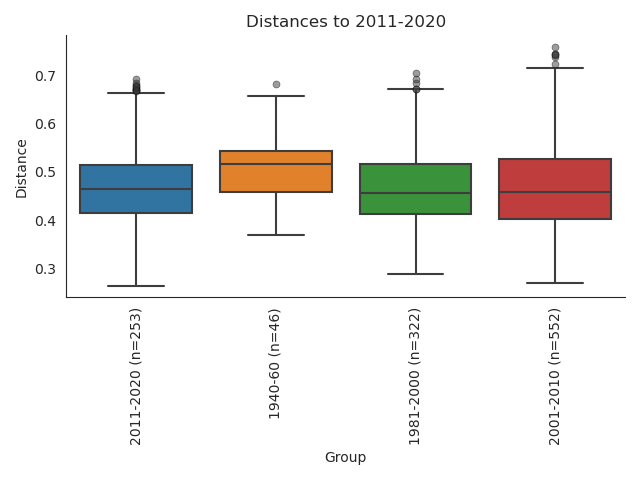 Distances to 2011-2020
Distance
0.7
0.6
0.5
0.4
0.3
2011-2020 (n=253)
1940-60 (n=46)
1981-2000 (n=322)
2001-2010 (n=552)
Group